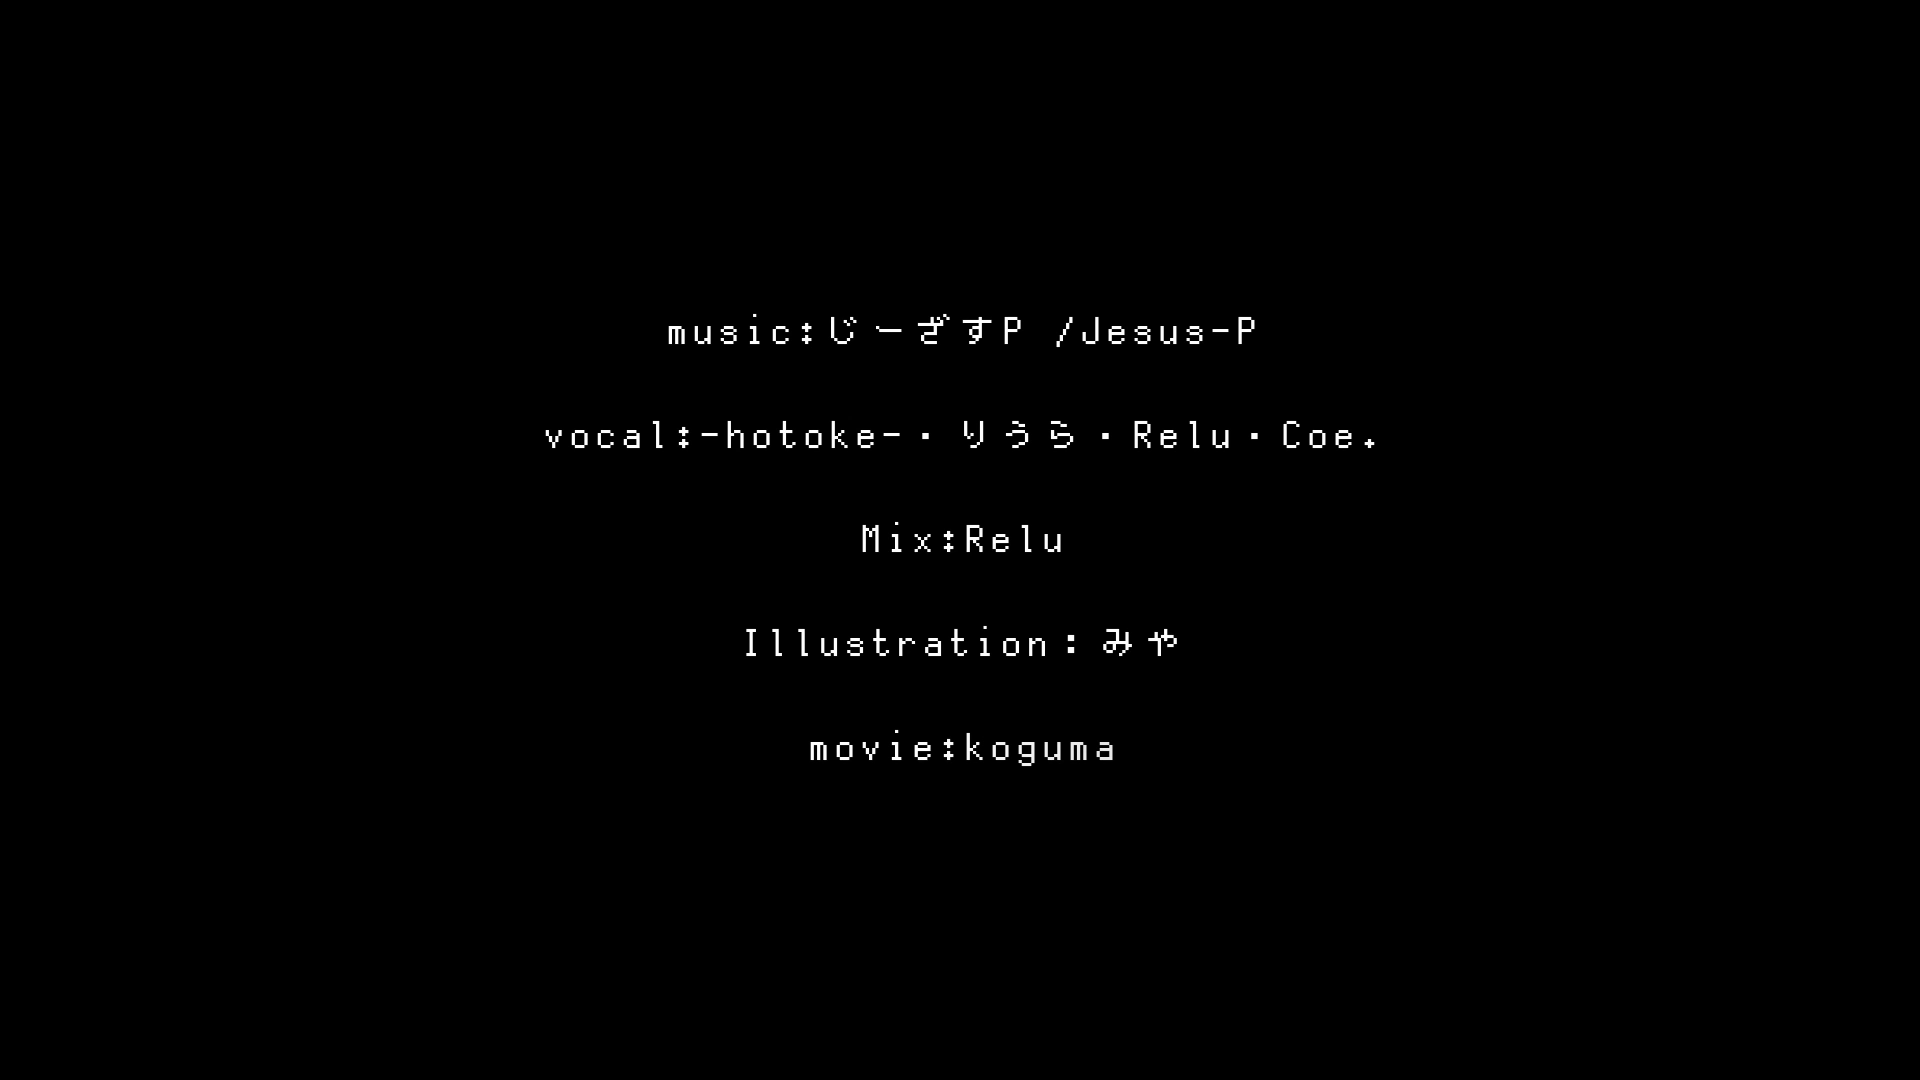 music:じーざすP /Jesus-P
vocal:-hotoke-・りうら・Relu・Coe.
Mix:Relu
Illustration：みや
movie:koguma